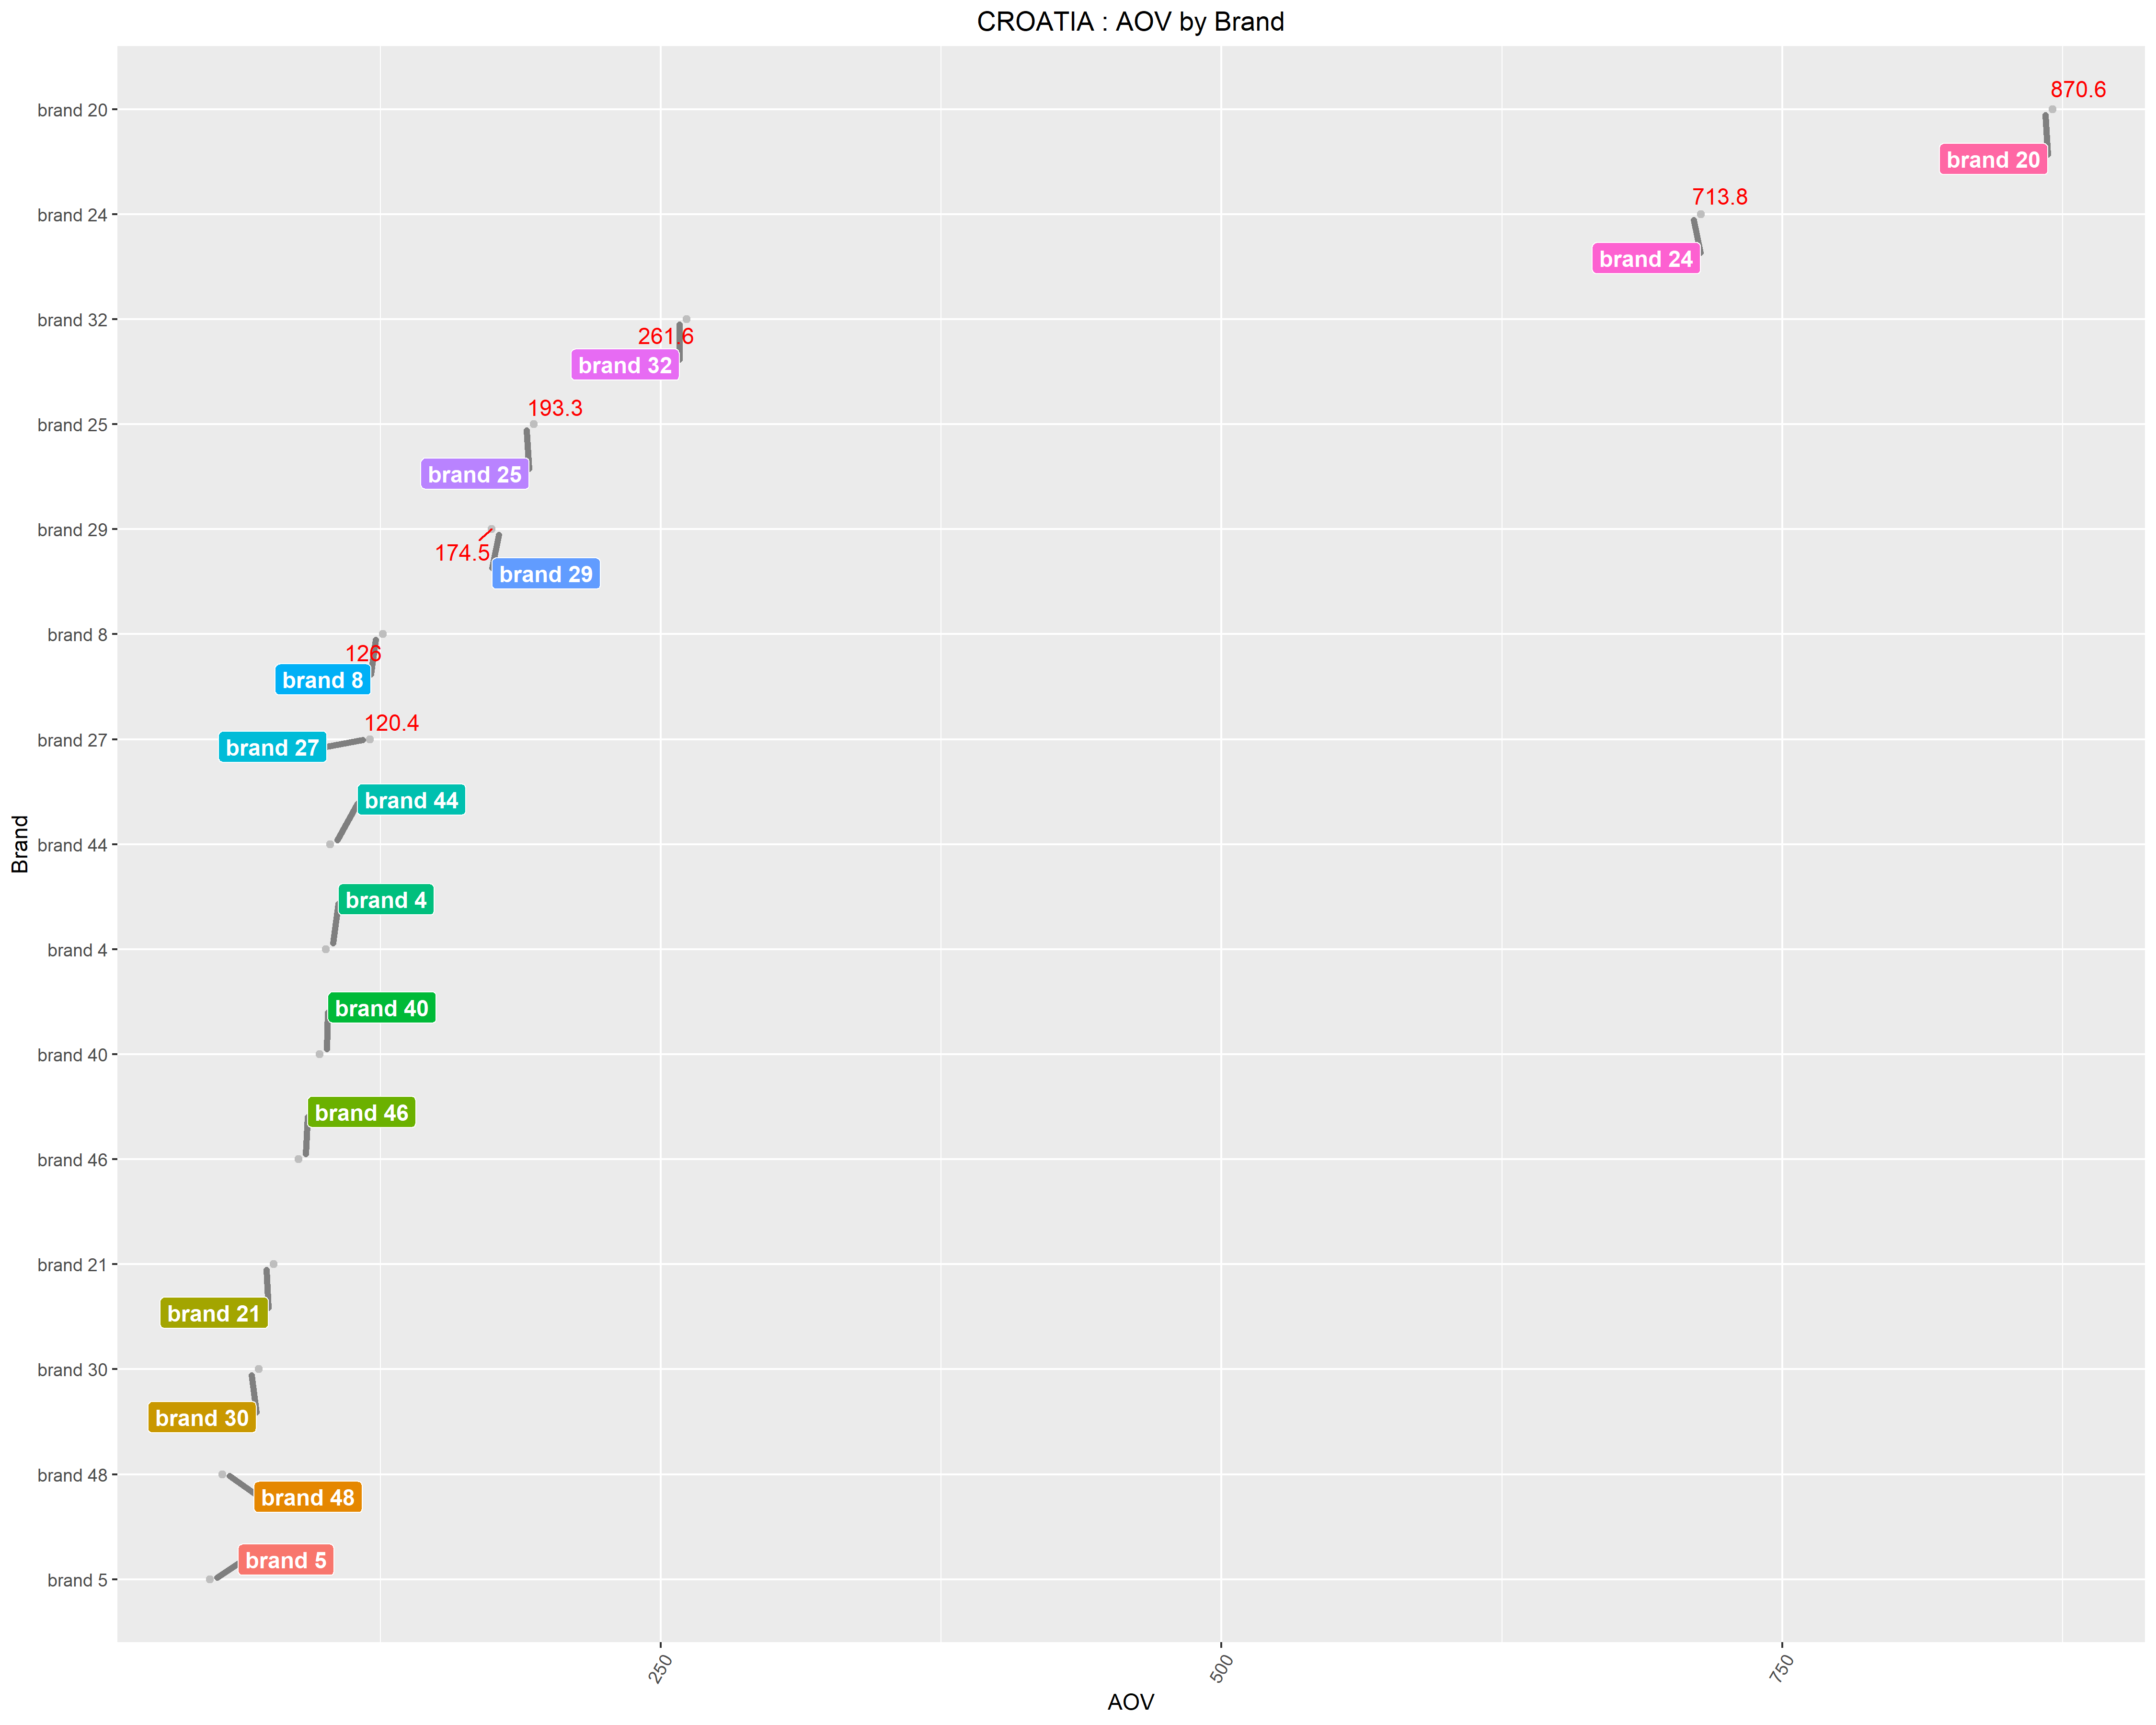 CROATIA : AOV by Brand
870.6
brand 20
brand 20
713.8
brand 24
brand 24
brand 32
261.6
brand 32
193.3
brand 25
brand 25
brand 29
174.5
brand 29
brand 8
126
brand 8
120.4
brand 27
brand 27
brand 44
brand 44
brand 4
brand 4
brand 40
brand 40
brand 46
brand 46
brand 21
brand 21
brand 30
brand 30
brand 48
brand 48
brand 5
brand 5
Brand
250
500
750
AOV